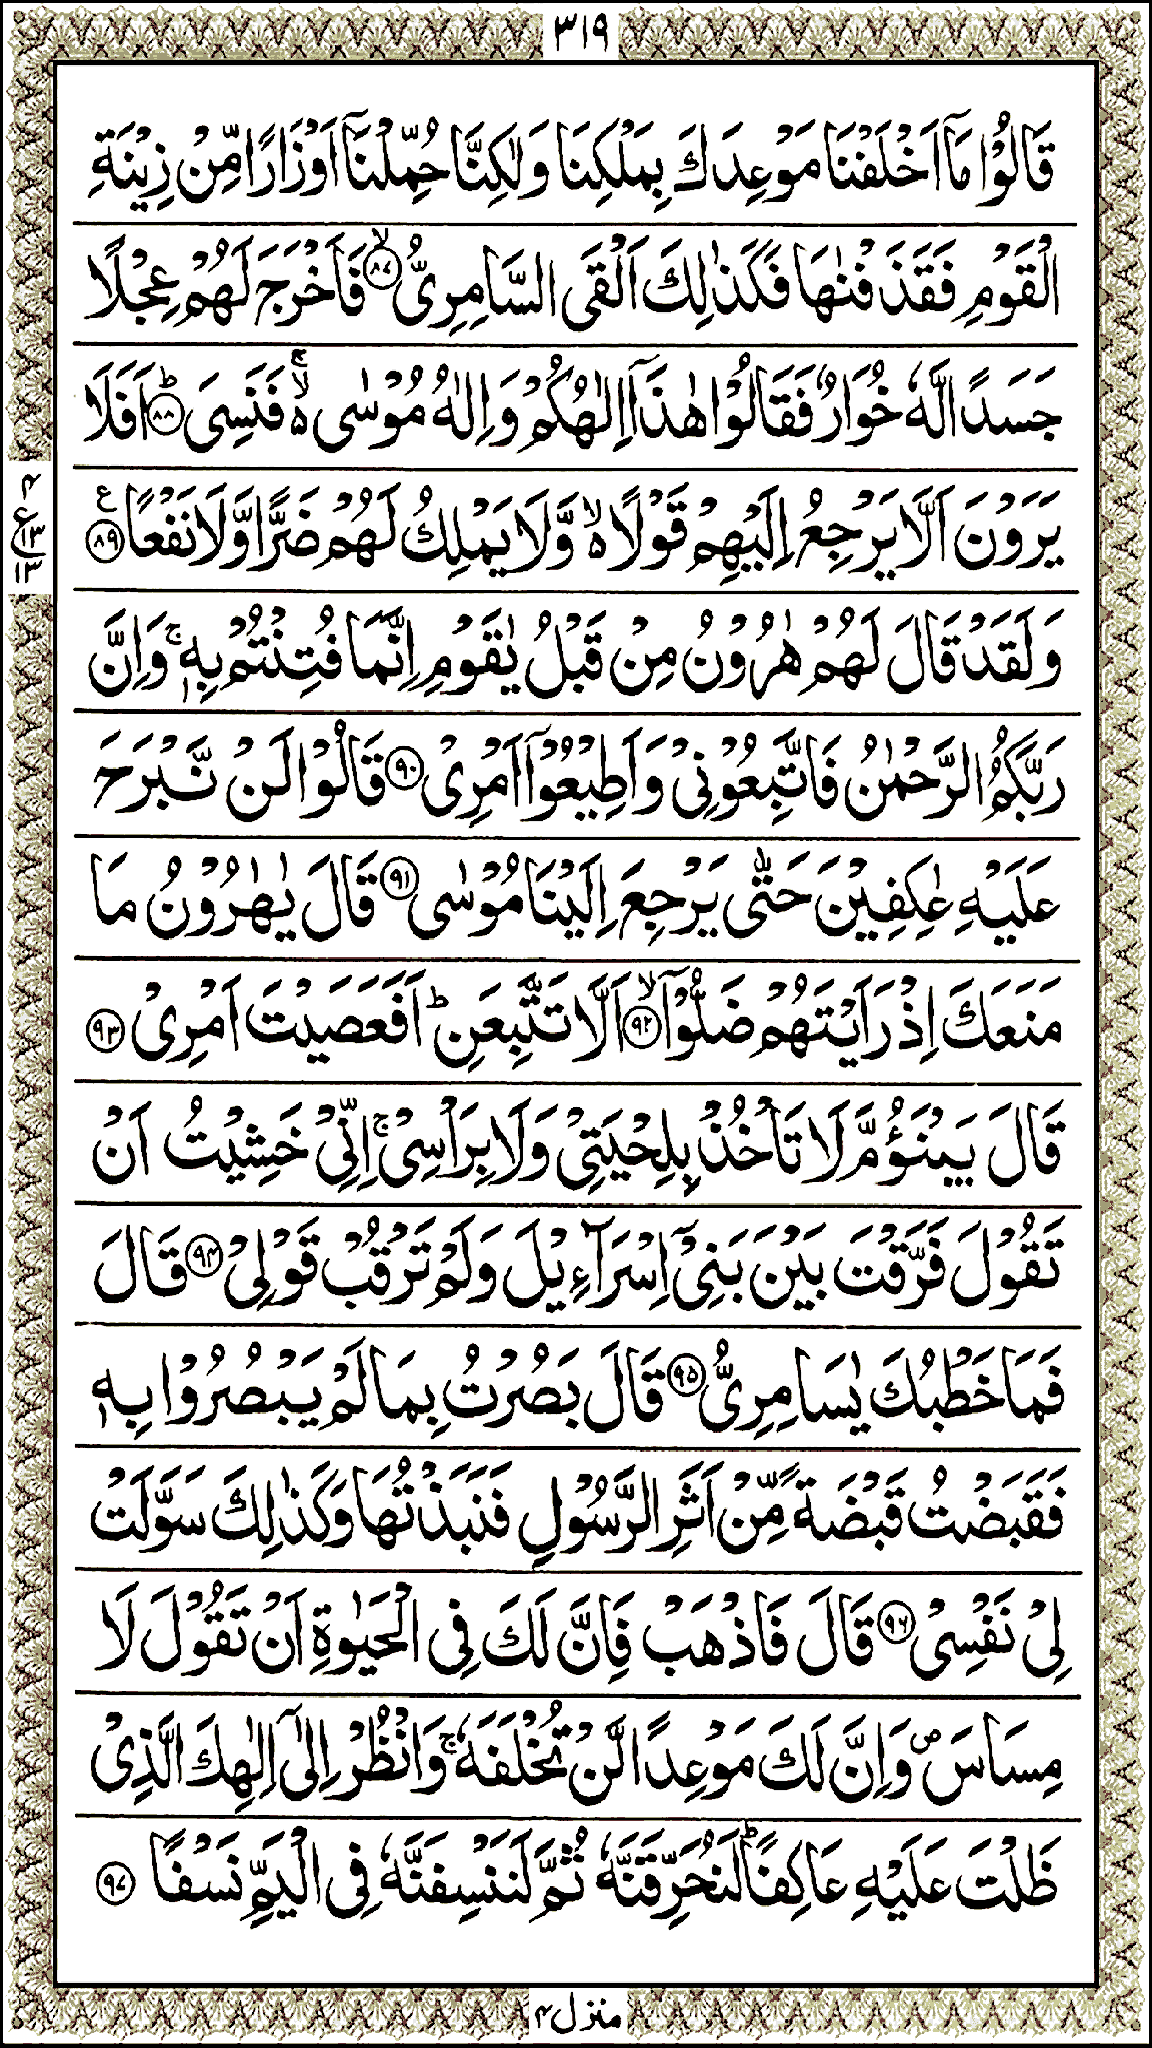 ٣١٩
قَالُوْا مَاۤ اَخْلَفْنَا مَوْعِدَكَ بِمَلْكِنَا وَلٰكِنَّا حُمِّلْنَاۤ اَوْزَارًا مِّنْ زِيْنَةِ
الْقَوْمِ فَقَذَفْنٰهَا فَكَذٰلِكَ اَلْقَى السَّامِرِىُّ ۙ‏﴿٨٧﴾ فَاَخْرَجَ لَهُمْ عِجْلًا
جَسَدًا لَّهٗ خُوَارٌ فَقَالُوْا هٰذَاۤ اِلٰهُكُمْ وَاِلٰهُ مُوْسٰى ۬ۚ فَنَسِىَ ؕ‏﴿٨٨﴾ اَفَلَا
يَرَوْنَ اَلَّا يَرْجِعُ اِلَيْهِمْ قَوْلًا ۬ۙ وَّلَا يَمْلِكُ لَهُمْ ضَرًّا وَّلَا نَفْعًا ﴿٨٩﴾ ع
٤ ع ١٣ ١٣
وَلَقَدْ قَالَ لَهُمْ هٰرُوْنُ مِنْ قَبْلُ يٰقَوْمِ اِنَّمَا فُتِنْتُمْ بِهٖ ۚ وَاِنَّ
رَبَّكُمُ الرَّحْمٰنُ فَاتَّبِعُوْنِىْ وَاَطِيْعُوْۤا اَمْرِىْ ﴿٩٠﴾ قَالُوْا لَنْ نَّبْرَحَ
عَلَيْهِ عٰكِفِيْنَ حَتّٰى يَرْجِعَ اِلَيْنَا مُوْسٰى ﴿٩١﴾ قَالَ يٰهٰرُوْنُ مَا
مَنَعَكَ اِذْ رَاَيْتَهُمْ ضَلُّوْۤا ۙ‏﴿٩٢﴾ اَلَّا تَتَّبِعَنِ ؕ اَفَعَصَيْتَ اَمْرِىْ ﴿٩٣﴾
قَالَ يَبْنَؤُمَّ لَا تَاْخُذْ بِلِحْيَتِىْ وَلَا بِرَاْسِىْ ۚ اِنِّىْ خَشِيْتُ اَنْ
تَقُوْلَ فَرَّقْتَ بَيْنَ بَنِىْۤ اِسْرَآءِيْلَ وَلَمْ تَرْقُبْ قَوْلِىْ ﴿٩٤﴾ قَالَ
فَمَا خَطْبُكَ يٰسَامِرِىُّ ﴿٩٥﴾ قَالَ بَصُرْتُ بِمَا لَمْ يَبْصُرُوْا بِهٖ
فَقَبَضْتُ قَبْضَةً مِّنْ اَثَرِ الرَّسُوْلِ فَنَبَذْتُهَا وَكَذٰلِكَ سَوَّلَتْ
لِىْ نَفْسِىْ ﴿٩٦﴾ قَالَ فَاذْهَبْ فَاِنَّ لَكَ فِى الْحَيٰوةِ اَنْ تَقُوْلَ لَا
مِسَاسَ ۪ وَاِنَّ لَكَ مَوْعِدًا لَّنْ تُخْلَفَهٗ ۚ وَانْظُرْ اِلٰۤى اِلٰهِكَ الَّذِىْ
ظَلْتَ عَلَيْهِ عَاكِفًا ؕ لَنُحَرِّقَنَّهٗ ثُمَّ لَنَنْسِفَنَّهٗ فِى الْيَمِّ نَسْفًا ﴿٩٧﴾
منزل ٤